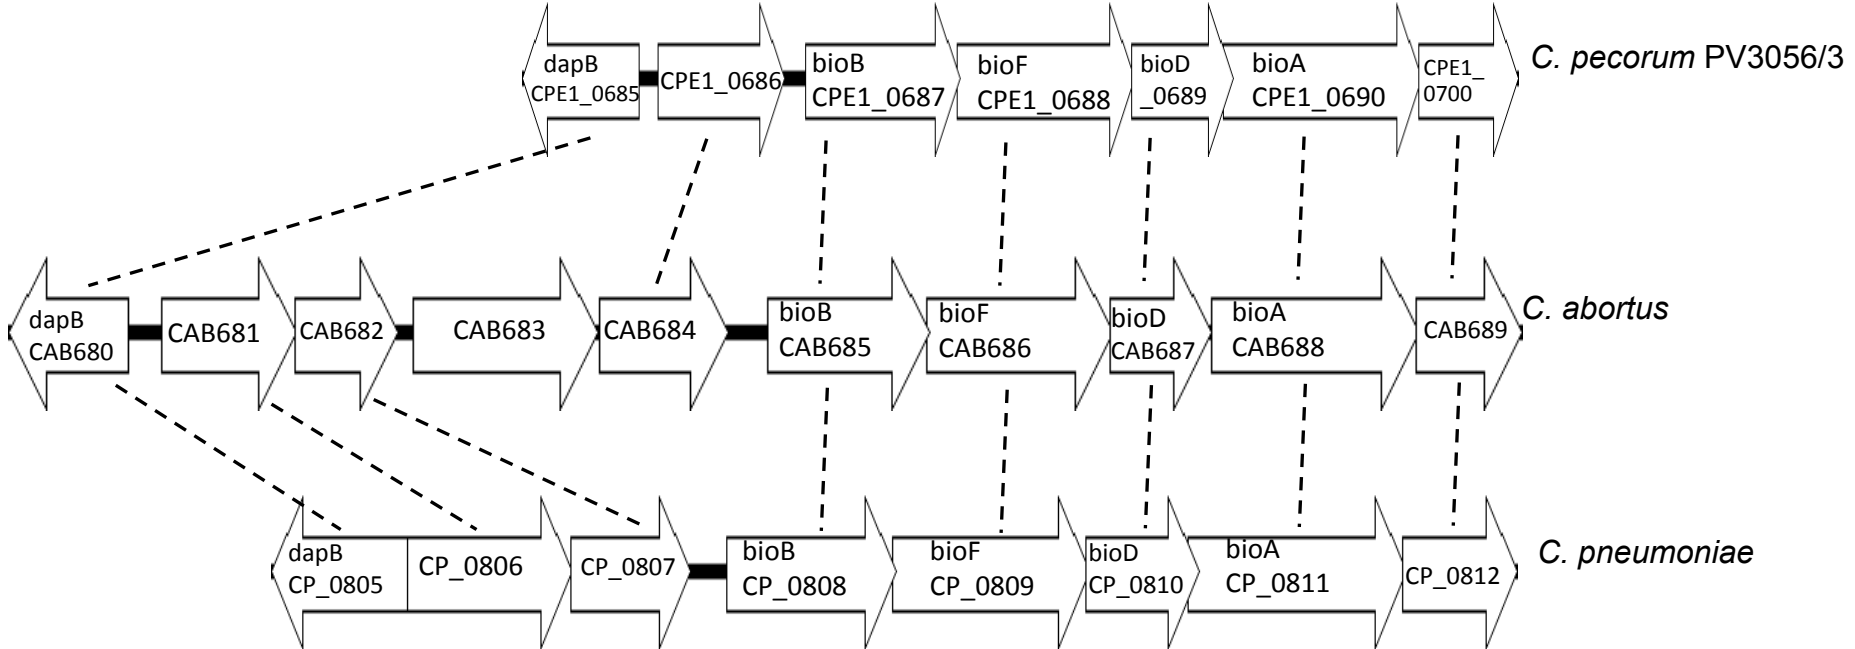 dapB
CPE1_0685
CPE1_0686
bioB
CPE1_0687
bioF
CPE1_0688
bioD
_0689
bioA
CPE1_0690
CPE1_
0700
C. pecorum PV3056/3
dapB
CAB680
CAB681
CAB682
CAB683
CAB684
bioB
CAB685
bioF
CAB686
bioD
CAB687
bioA
CAB688
CAB689
C. abortus
dapB
CP_0805
CP_0806
CP_0807
bioB
CP_0808
bioF
CP_0809
bioD
CP_0810
bioA
CP_0811
CP_0812
C. pneumoniae